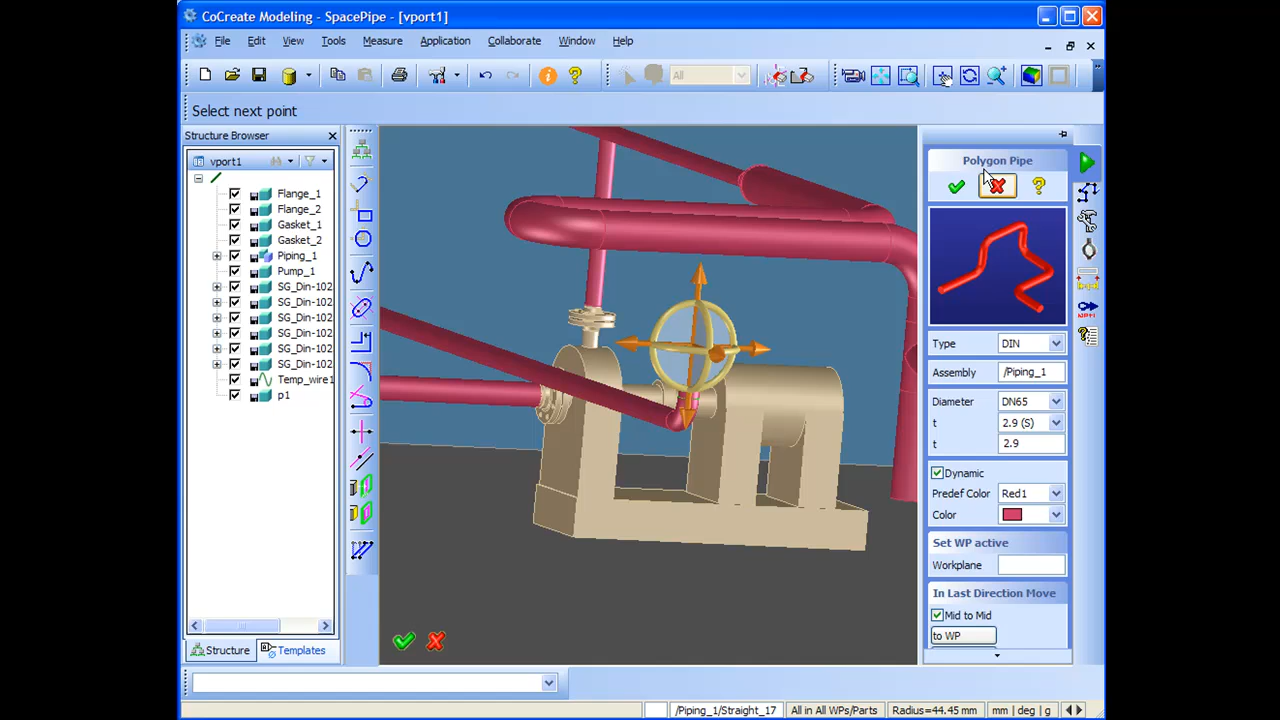 CoCreate Modeling - SpacePipe - [vport1]
File Edit View Tools Measure Application Collaborate Window Help
All
Select next point
Structure Browser
vport1
Flange_1
Flange_2
Gasket_1
Gasket_2
Piping_1
Pump_1
SG_Din-102
SG_Din-102
SG_Din-102
SG_Din-102
SG_Din-102
SG_Din-102
Temp_wire1
p1
Structure Templates
Polygon Pipe
Type DIN
Assembly /Piping_1
Diameter DN65
t 2.9 (S)
t 2.9
Dynamic
Predef Color Red1
Color
Set WP active
Workplane
In Last Direction Move
Mid to Mid
to WP
/Piping_1/Straight_17 All in All WPs/Parts Radius=44.45 mm mm | deg | g